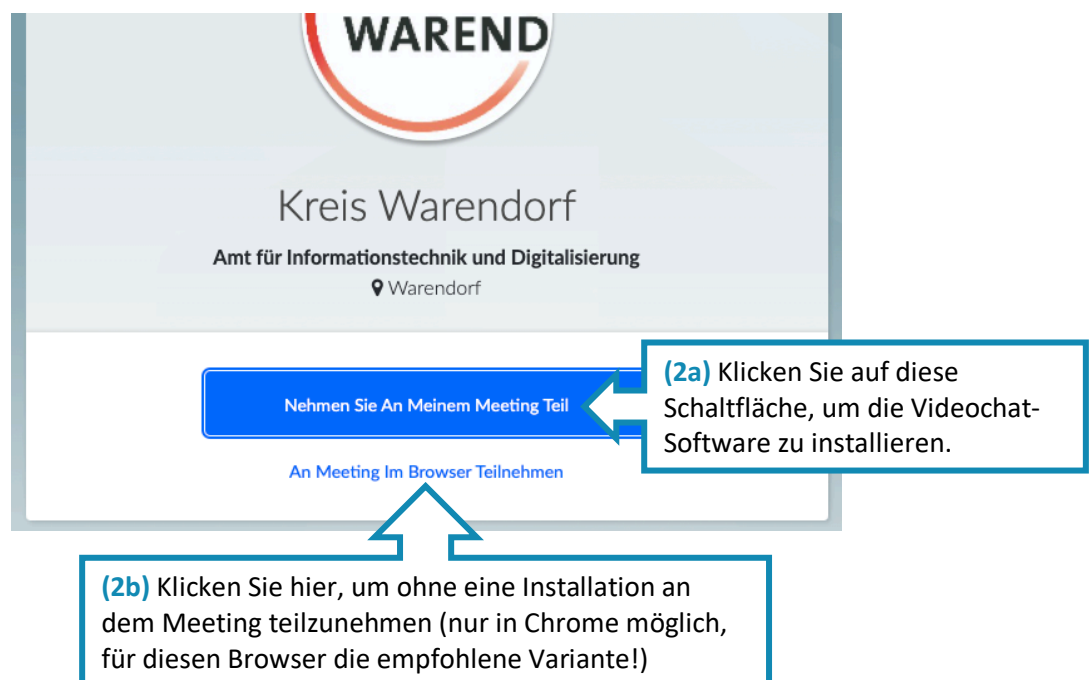 WAREND
Kreis Warendorf
Amt für Informationstechnik und Digitalisierung
Warendorf
Nehmen Sie An Meinem Meeting Teil
(2a) Klicken Sie auf diese
Schaltfläche, um die Videochat-
Software zu installieren.
An Meeting Im Browser Teilnehmen
(2b) Klicken Sie hier, um ohne eine Installation an
dem Meeting teilzunehmen (nur in Chrome möglich,
für diesen Browser die empfohlene Variante!)